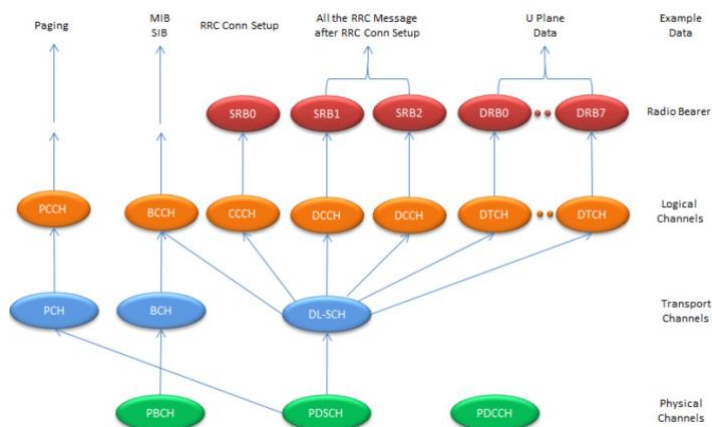 Paging
MIB
SIB
RRC Conn Setup
All the RRC Message
after RRC Conn Setup
U Plane
Data
Example
Data
SRB0
SRB1
SRB2
DRB0
DRB7
Radio Bearer
PCCH
BCCH
CCCH
DCCH
DCCH
DTCH
DTCH
Logical
Channels
PCH
BCH
DL-SCH
Transport
Channels
PBCH
PDSCH
PDCCH
Physical
Channels